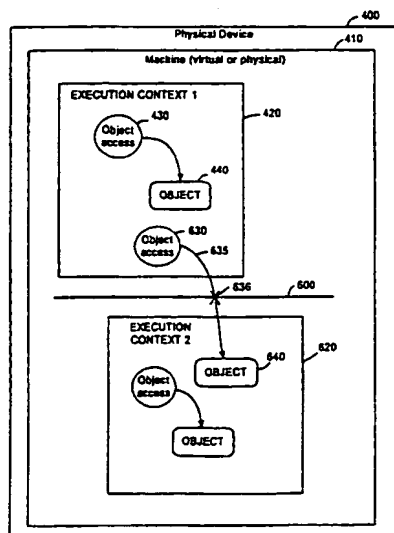 400
Physical Device
410
Machine (virtual or physical)
EXECUTION CONTEXT 1
430
420
Object
access
440
OBJECT
630
Object
access
635
636
600
EXECUTION
CONTEXT 2
620
640
OBJECT
Object
access
OBJECT